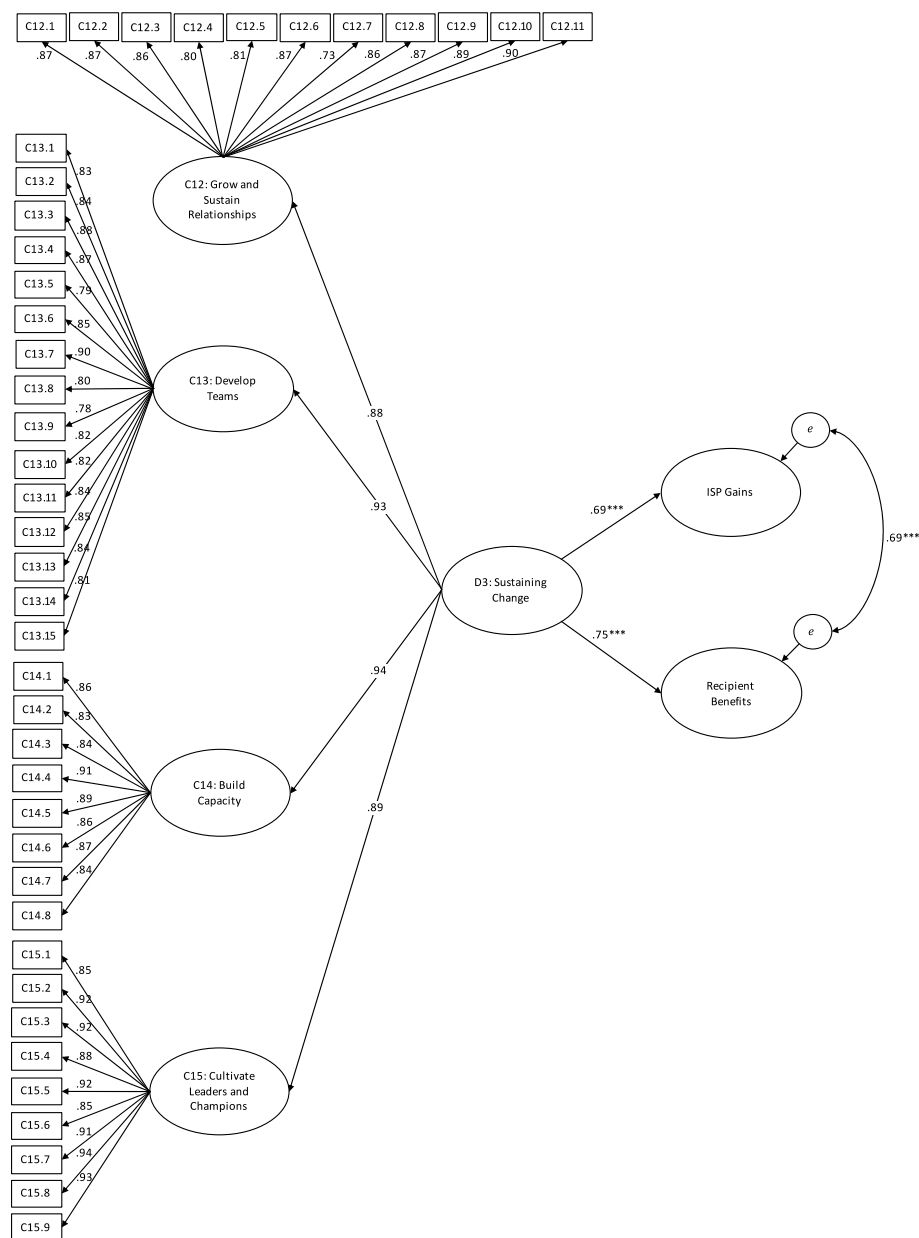 C12.1 C12.2 C12.3 C12.4 C12.5 C12.6 C12.7 C12.8 C12.9 C12.10 C12.11
.87 .87 .86 .80 .81 .87 .73 .86 .87 .89 .90
C12: Grow and
Sustain
Relationships
C13.1
C13.2
C13.3
C13.4
C13.5
C13.6
C13.7
C13.8
C13.9
C13.10
C13.11
C13.12
C13.13
C13.14
C13.15
.83
.84
.88
.87
.79
.85
.90
.80
.78
.82
.82
.84
.85
.84
.81
C13: Develop
Teams
C14.1
C14.2
C14.3
C14.4
C14.5
C14.6
C14.7
C14.8
.86
.83
.84
.91
.89
.86
.87
.84
C14: Build
Capacity
C15.1
C15.2
C15.3
C15.4
C15.5
C15.6
C15.7
C15.8
C15.9
.85
.92
.92
.88
.92
.85
.91
.94
.93
C15: Cultivate
Leaders and
Champions
.88
.93
.94
.89
D3: Sustaining
Change
.69***
.75***
ISP Gains
e
Recipient
Benefits
e
.69***